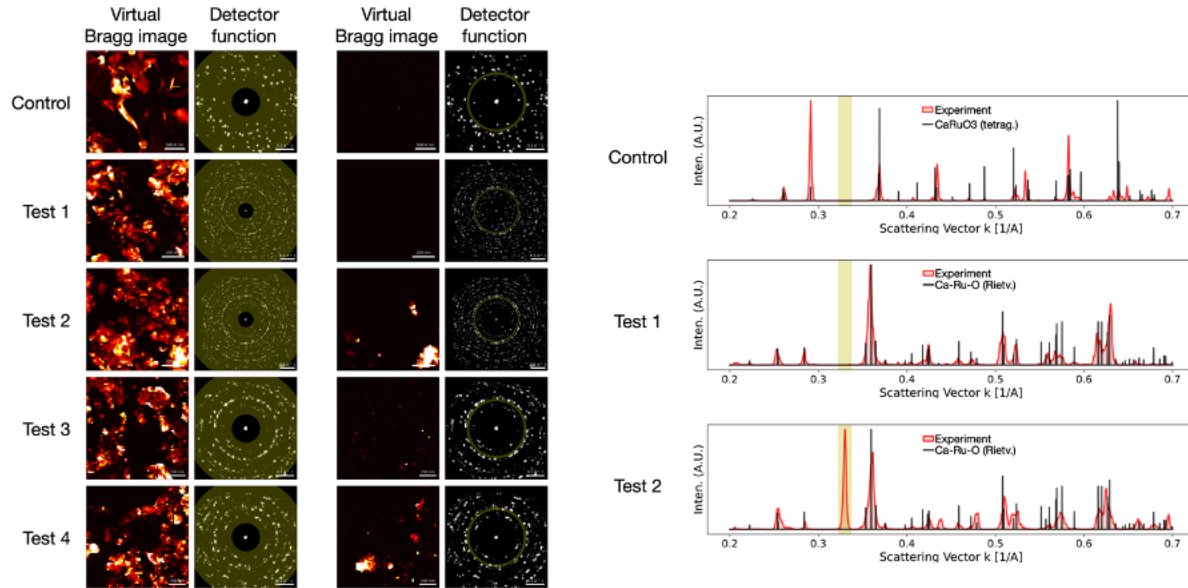 Virtual
Bragg image
Detector
function
Virtual
Bragg image
Detector
function
Control
Test 1
Test 2
Test 3
Test 4
Control
Inten. (A.U.)
Experiment
CaRuO3 (tetrag.)
0.2 0.3 0.4 0.5 0.6 0.7
Scattering Vector k [1/A]
Test 1
Inten. (A.U.)
Experiment
Ca-Ru-O (Rietv.)
0.2 0.3 0.4 0.5 0.6 0.7
Scattering Vector k [1/A]
Test 2
Inten. (A.U.)
Experiment
Ca-Ru-O (Rietv.)
0.2 0.3 0.4 0.5 0.6 0.7
Scattering Vector k [1/A]